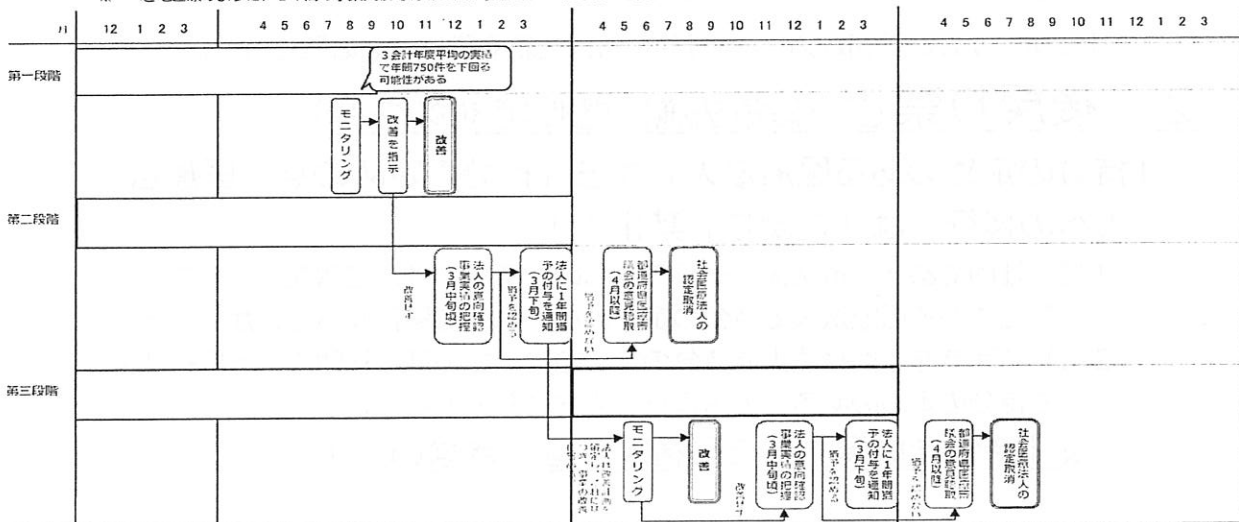 月 12 1 2 3 4 5 6 7 8 9 10 11 12 1 2 3 4 5 6 7 8 9 10 11 12 1 2 3 4 5 6 7 8 9 10 11 12 1 2 3
第一段階
3会計年度平均の実績
で年間750件を下回る
可能性がある
モニタリング
改善を指示
改善
第二段階
改善せず
法人の意向確認
事業実績の把握
(3月中旬頃)
猶予を認める
法人に1年間猶
予の付与を通知
(3月下旬)
猶予を認めない
都道府県医療審
議会の意見聴取
(4月以降)
社会医療法人の
認定取消
第三段階
モニタリング
改善
改善せず
法人の意向確認
事業実績の把握
(3月中旬頃)
猶予を認める
法人に1年間猶
予の付与を通知
(3月下旬)
猶予を認めない
都道府県医療審
議会の意見聴取
(4月以降)
社会医療法人の
認定取消